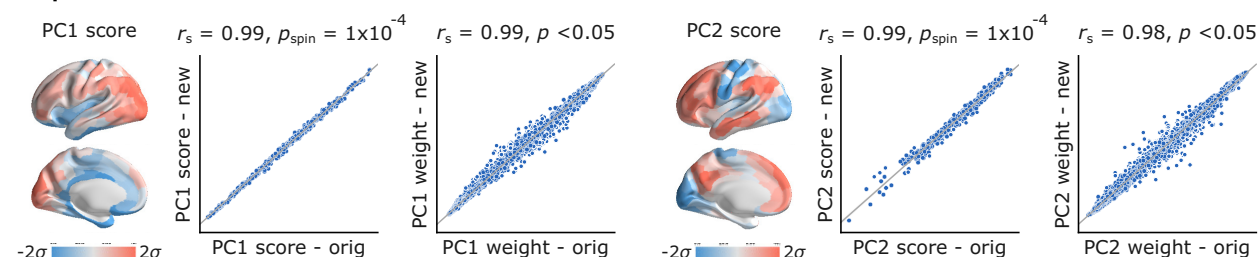 PC1 score
r_s = 0.99, p_spin = 1x10^-4
r_s = 0.99, p <0.05
PC2 score
r_s = 0.99, p_spin = 1x10^-4
r_s = 0.98, p <0.05
PC1 score - new
PC1 weight - new
PC2 score - new
PC2 weight - new
-2σ
2σ
PC1 score - orig
PC1 weight - orig
-2σ
2σ
PC2 score - orig
PC2 weight - orig